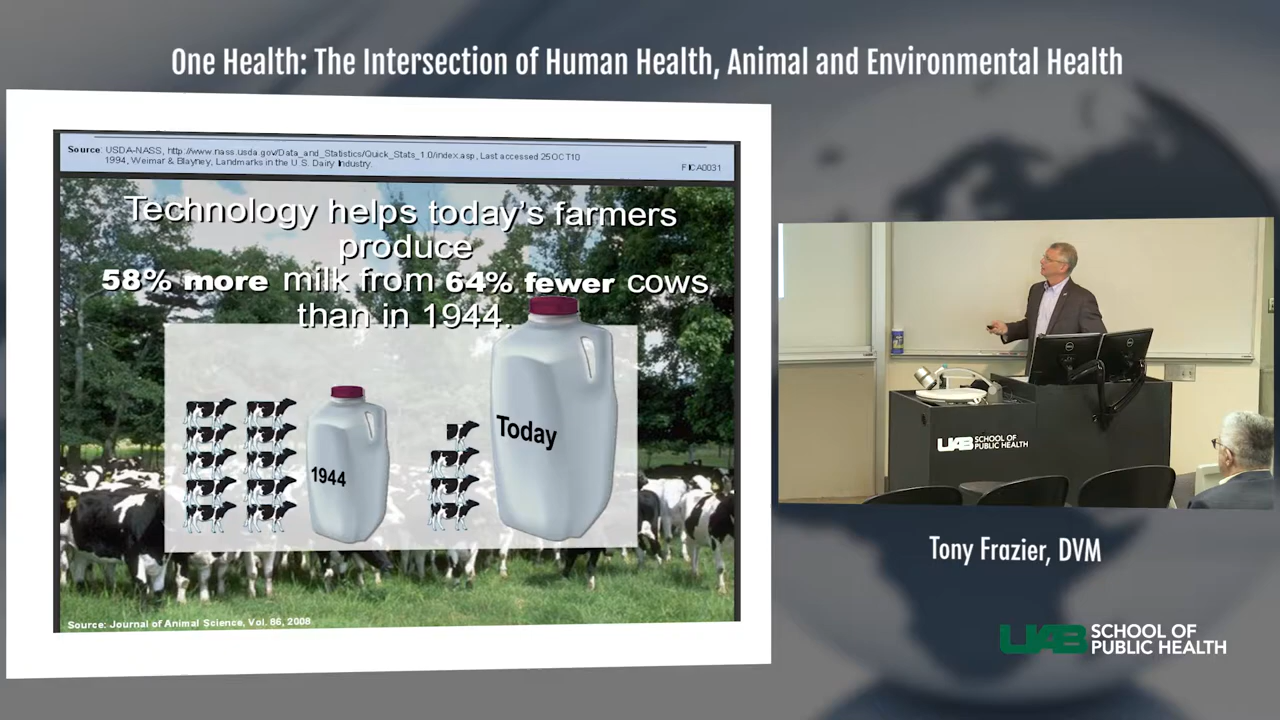 One Health: The Intersection of Human Health, Animal and Environmental Health
Source: USDA-NASS, http://www.nass.usda.gov/Data_and_Statistics/Quick_Stats_1.0/index.asp, Last accessed 25OCT10
1994, Weimar & Blayney, Landmarks in the U.S. Dairy Industry.
FICA0031
Technology helps today's farmers
produce
58% more milk from 64% fewer cows
than in 1944.
1944
Today
Source: Journal of Animal Science, Vol. 86, 2008
UAB SCHOOL OF
PUBLIC HEALTH
Tony Frazier, DVM
UAB SCHOOL OF
PUBLIC HEALTH